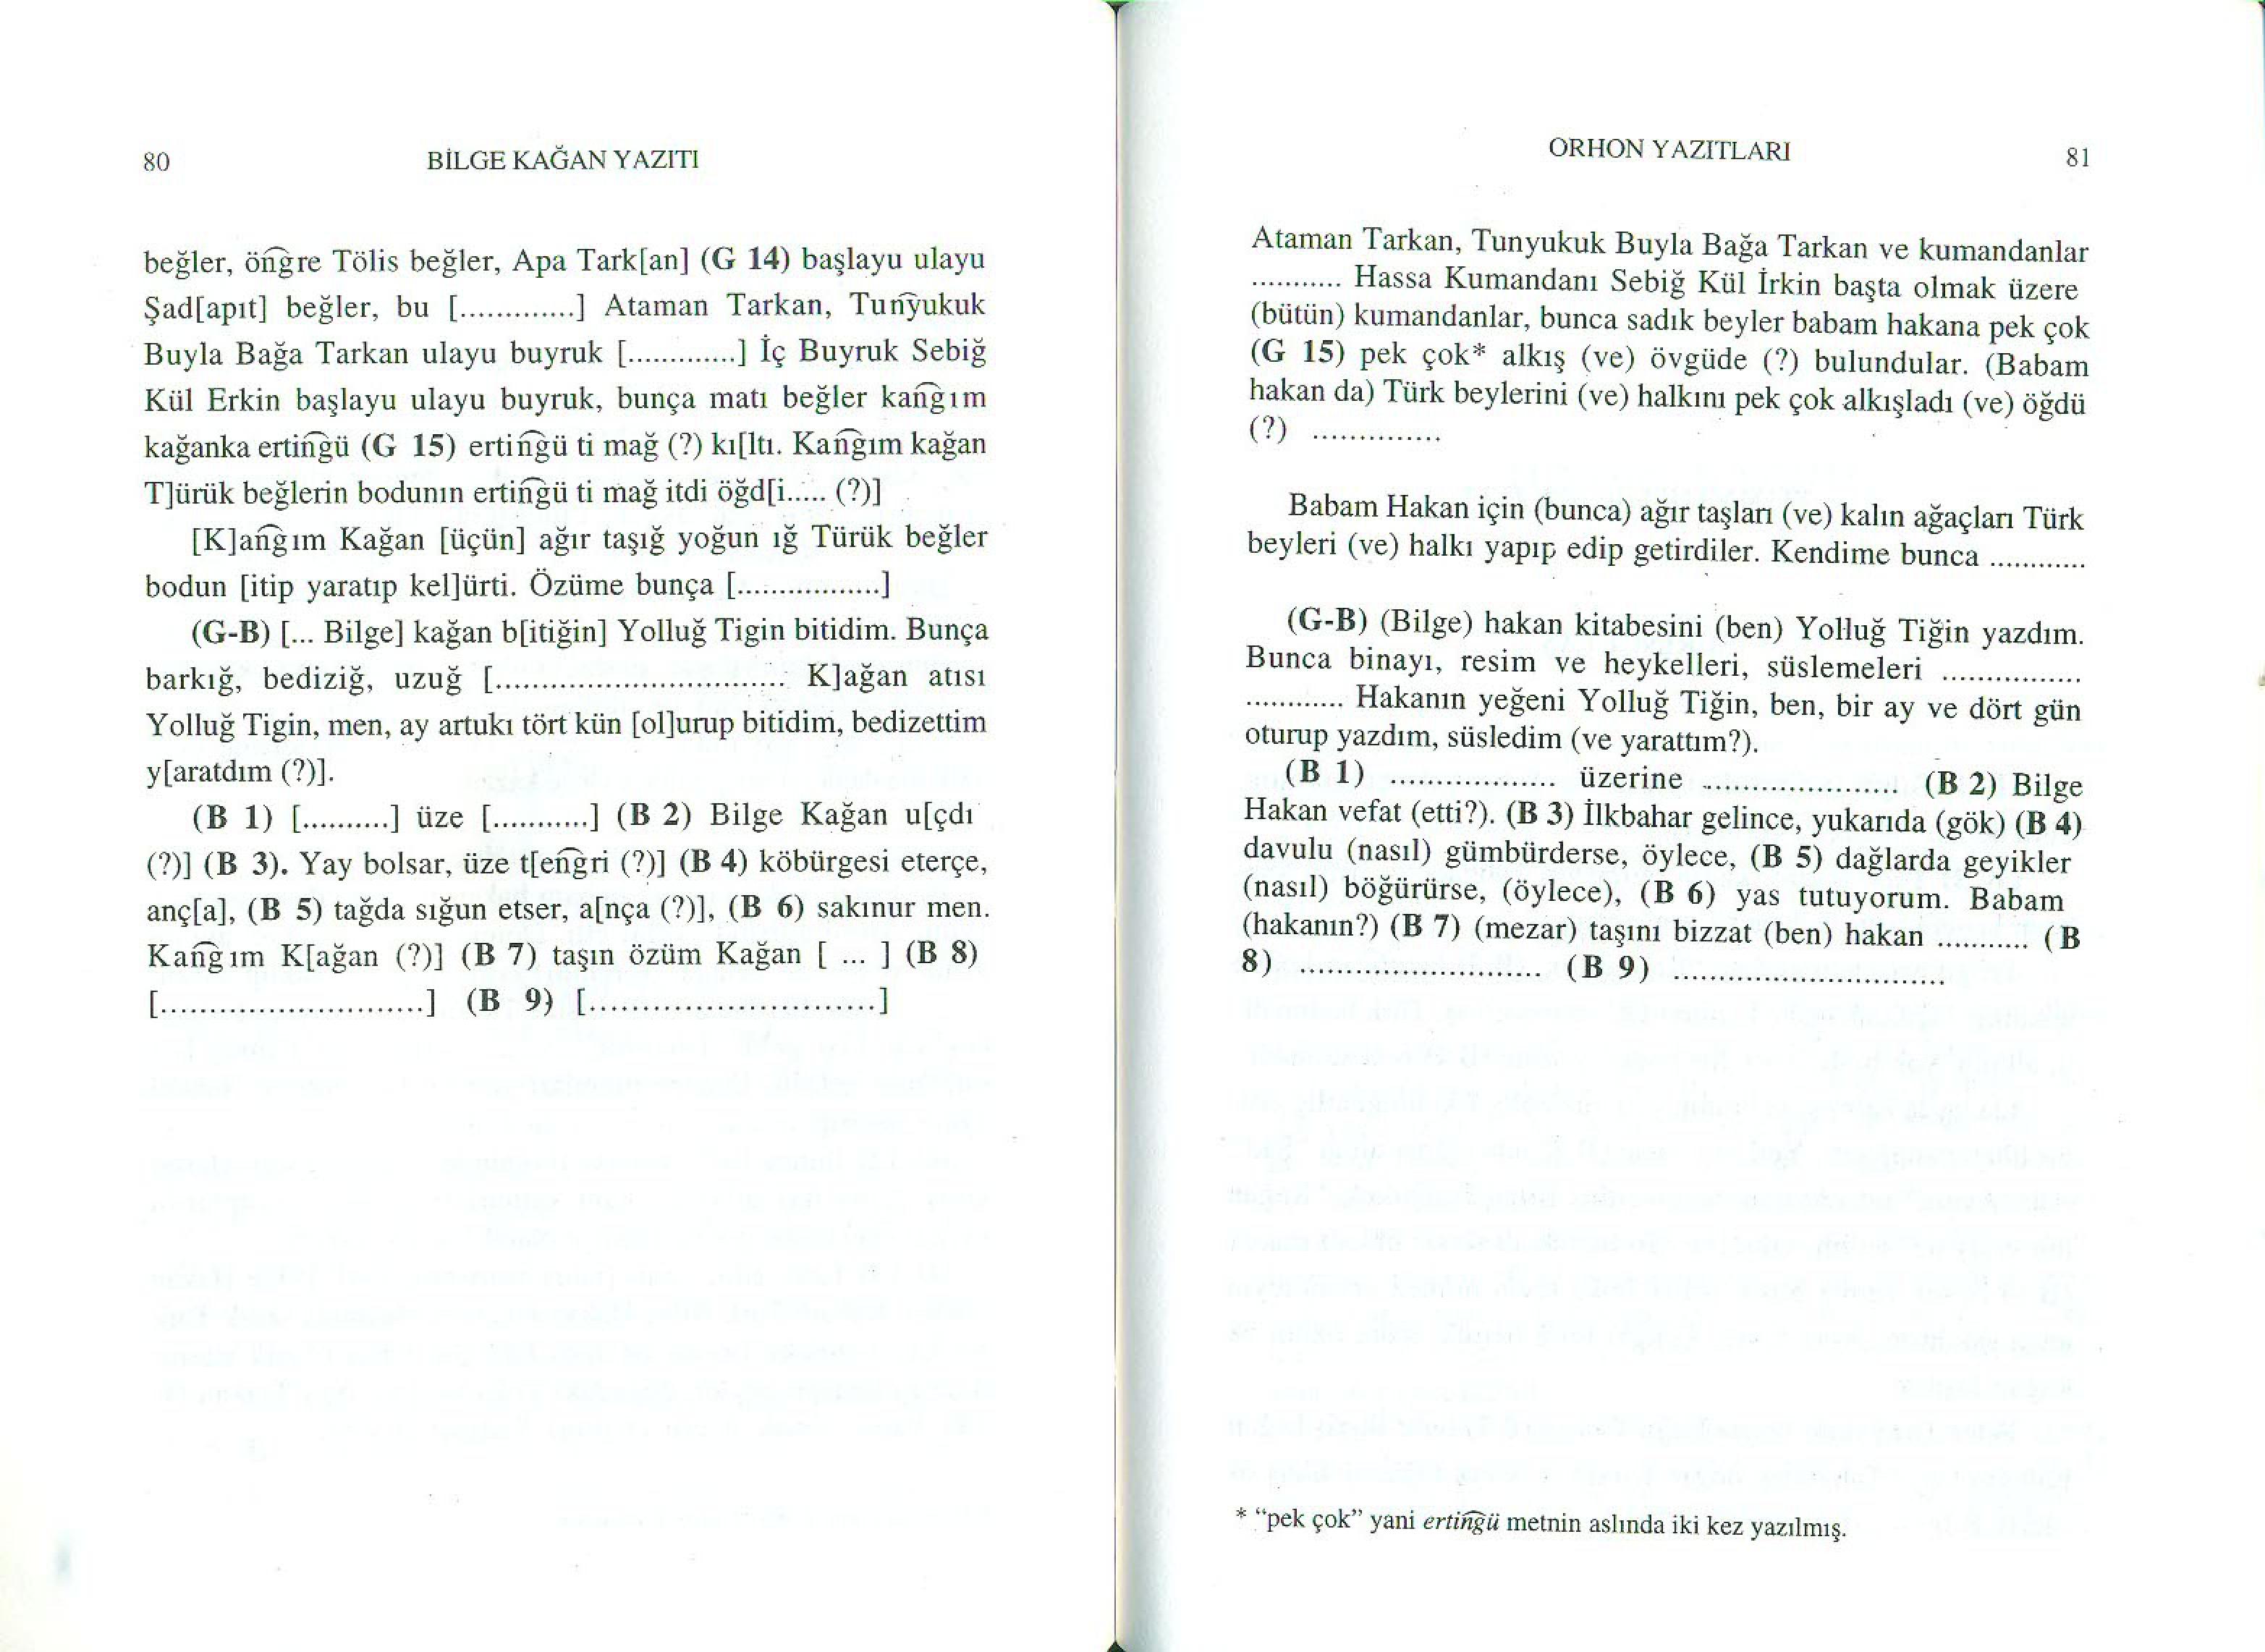 80
BİLGE KAĞAN YAZITI
beğler, öñğre Tölis beğler, Apa Tark[an] (G 14) başlayu ulayu
Şad[apıt] beğler, bu [.............] Ataman Tarkan, Tuñyukuk
Buyla Bağa Tarkan ulayu buyruk [.............] İç Buyruk Sebiğ
Kül Erkin başlayu ulayu buyruk, bunça matı beğler kañğım
kağanka ertiñğü (G 15) ertiñğü ti mağ (?) kı[ltı. Kañğım kağan
T]ürük beğlerin bodunın ertiñğü ti mağ itdi öğd[i..... (?)]
[K]añğım Kağan [üçün] ağır taşığ yoğun ığ Türük beğler
bodun [itip yaratıp kel]ürti. Özüme bunça [.................]
(G-B) [... Bilge] kağan b[itiğin] Yolluğ Tigin bitidim. Bunça
barkığ, bediziğ, uzuğ [................................ K]ağan atısı
Yolluğ Tigin, men, ay artukı tört kün [ol]urup bitidim, bedizettim
y[aratdım (?)].
(B 1) [..........] üze [...........] (B 2) Bilge Kağan u[çdı
(?)] (B 3). Yay bolsar, üze t[eñğri (?)] (B 4) köbürgesi eterçe,
anç[a], (B 5) tağda sığun etser, a[nça (?)], (B 6) sakınur men.
Kañğım K[ağan (?)] (B 7) taşın özüm Kağan [ ... ] (B 8)
[...........................] (B 9) [.............................]
ORHON YAZITLARI
81
Ataman Tarkan, Tunyukuk Buyla Bağa Tarkan ve kumandanlar
........... Hassa Kumandanı Sebiğ Kül İrkin başta olmak üzere
(bütün) kumandanlar, bunca sadık beyler babam hakana pek çok
(G 15) pek çok* alkış (ve) övgüde (?) bulundular. (Babam
hakan da) Türk beylerini (ve) halkını pek çok alkışladı (ve) öğdü
(?) ..............
Babam Hakan için (bunca) ağır taşları (ve) kalın ağaçları Türk
beyleri (ve) halkı yapıp edip getirdiler. Kendime bunca ............
(G-B) (Bilge) hakan kitabesini (ben) Yolluğ Tiğin yazdım.
Bunca binayı, resim ve heykelleri, süslemeleri ................
............ Hakanın yeğeni Yolluğ Tiğin, ben, bir ay ve dört gün
oturup yazdım, süsledim (ve yarattım?).
(B 1) .................. üzerine ...................... (B 2) Bilge
Hakan vefat (etti?). (B 3) İlkbahar gelince, yukarıda (gök) (B 4)
davulu (nasıl) gümbürderse, öylece, (B 5) dağlarda geyikler
(nasıl) böğürürse, (öylece), (B 6) yas tutuyorum. Babam
(hakanın?) (B 7) (mezar) taşını bizzat (ben) hakan ........... (B
8) ........................... (B 9) ..............................
* "pek çok" yani ertiñğü metnin aslında iki kez yazılmış.